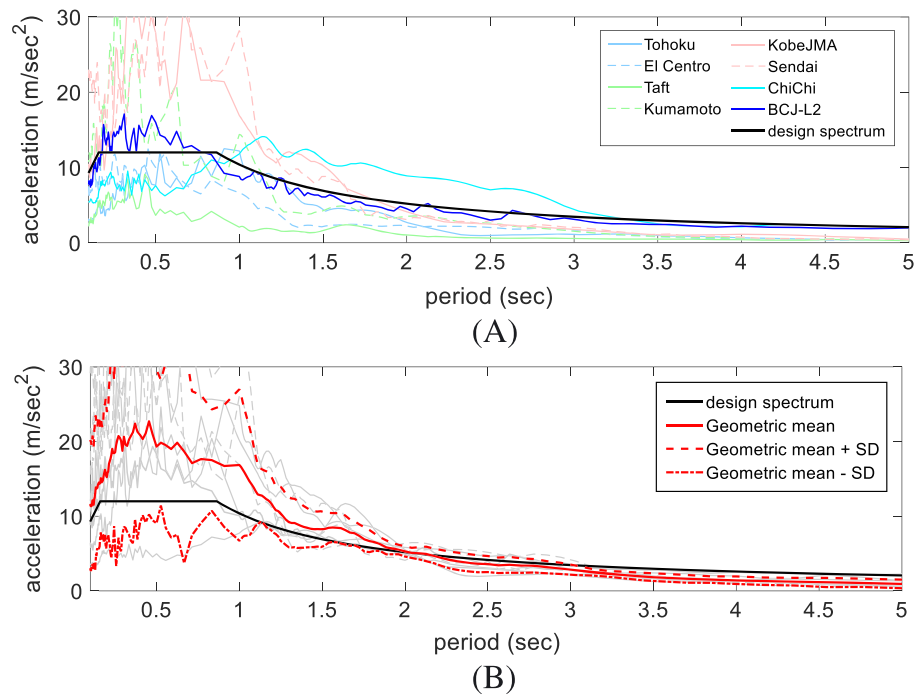 30
20
10
0
acceleration (m/sec²)
Tohoku
El Centro
Taft
Kumamoto
KobeJMA
Sendai
ChiChi
BCJ-L2
design spectrum
0.5 1 1.5 2 2.5 3 3.5 4 4.5 5
period (sec)
(A)
30
20
10
0
acceleration (m/sec²)
design spectrum
Geometric mean
Geometric mean + SD
Geometric mean - SD
0.5 1 1.5 2 2.5 3 3.5 4 4.5 5
period (sec)
(B)